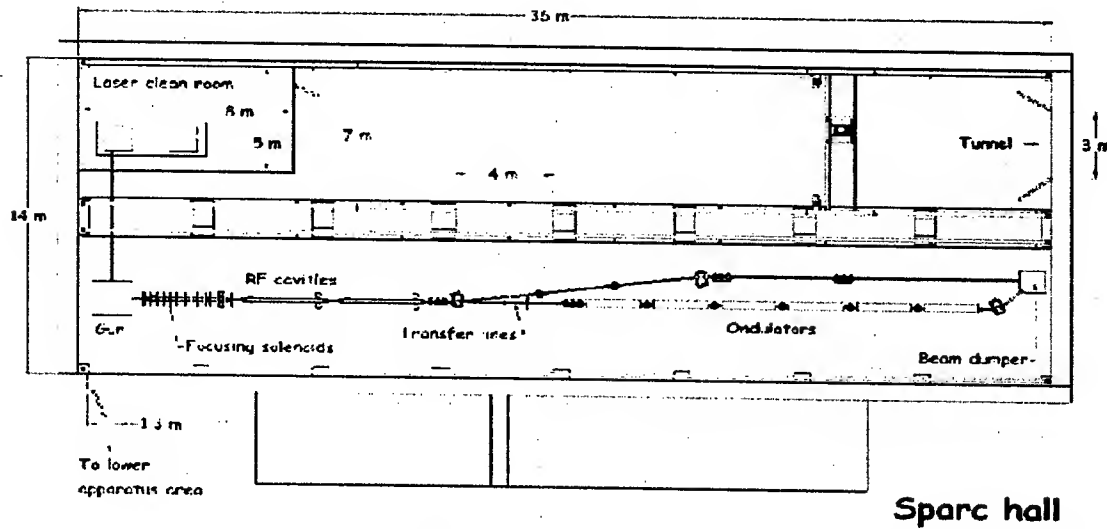 35 m
Laser clean room
8 m
5 m
7 m
4 m
Tunnel
3 m
14 m
RF cavities
Gun
Focusing solenoids
Transfer lines
Ondulators
Beam dumper
To lower
apparatus area
Sparc hall